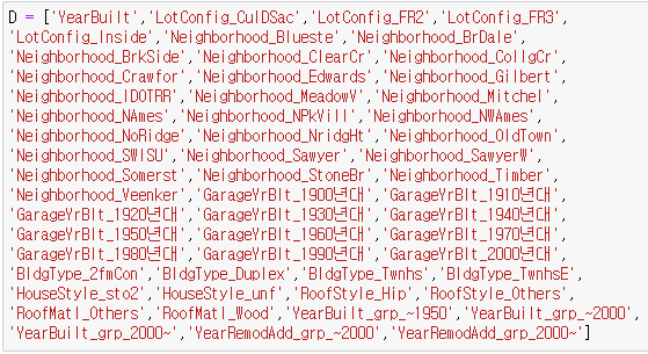 D = ['YearBuilt','LotConfig_CulDSac','LotConfig_FR2','LotConfig_FR3',
'LotConfig_Inside','Neighborhood_Blueste','Neighborhood_BrDale',
'Neighborhood_BrkSide','Neighborhood_ClearCr','Neighborhood_CollgCr',
'Neighborhood_Crawfor','Neighborhood_Edwards','Neighborhood_Gilbert',
'Neighborhood_IDOTRR','Neighborhood_MeadowV','Neighborhood_Mitchel',
'Neighborhood_NAmes','Neighborhood_NPkVill','Neighborhood_NWAmes',
'Neighborhood_NoRidge','Neighborhood_NridgHt','Neighborhood_OldTown',
'Neighborhood_SWISU','Neighborhood_Sawyer','Neighborhood_SawyerW',
'Neighborhood_Somerst','Neighborhood_StoneBr','Neighborhood_Timber',
'Neighborhood_Veenker','GarageYrBlt_1900년대','GarageYrBlt_1910년대',
'GarageYrBlt_1920년대','GarageYrBlt_1930년대','GarageYrBlt_1940년대',
'GarageYrBlt_1950년대','GarageYrBlt_1960년대','GarageYrBlt_1970년대',
'GarageYrBlt_1980년대','GarageYrBlt_1990년대','GarageYrBlt_2000년대',
'BldgType_2fmCon','BldgType_Duplex','BldgType_Twnhs','BldgType_TwnhsE',
'HouseStyle_sto2','HouseStyle_unf','RoofStyle_Hip','RoofStyle_Others',
'RoofMatl_Others','RoofMatl_Wood','YearBuilt_grp_~1950','YearBuilt_grp_~2000',
'YearBuilt_grp_2000~','YearRemodAdd_grp_~2000','YearRemodAdd_grp_2000~']